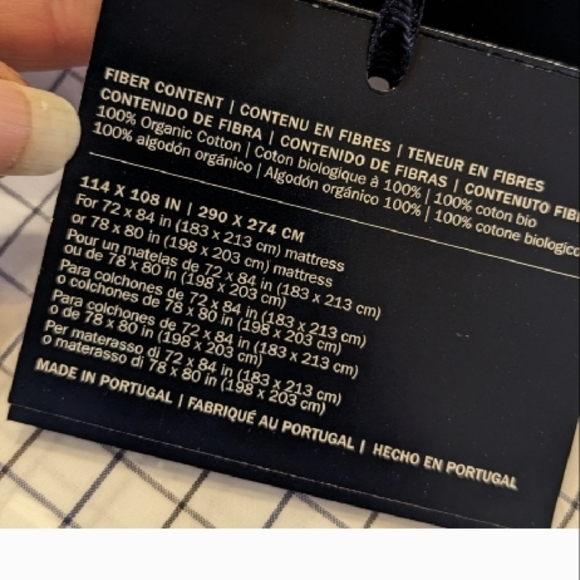 FIBER CONTENT | CONTENU EN FIBRES | TENEUR EN FIBRES
CONTENIDO DE FIBRA | CONTENIDO DE FIBRAS | CONTENUTO FIB
100% Organic Cotton | Coton biologique à 100% | 100% coton bio
100% algodón orgánico | Algodón orgánico 100% | 100% cotone biologico
114 X 108 IN | 290 X 274 CM
For 72 x 84 in (183 x 213 cm) mattress
or 78 x 80 in (198 x 203 cm) mattress
Pour un matelas de 72 x 84 in (183 x 213 cm)
ou de 78 x 80 in (198 x 203 cm)
Para colchones de 72 x 84 in (183 x 213 cm)
o colchones de 78 x 80 in (198 x 203 cm)
Para colchones de 72 x 84 in (183 x 213 cm)
o de 78 x 80 in (198 x 203 cm)
Per materasso di 72 x 84 in (183 x 213 cm)
o materasso di 78 x 80 in (198 x 203 cm)
MADE IN PORTUGAL | FABRIQUÉ AU PORTUGAL | HECHO EN PORTUGAL